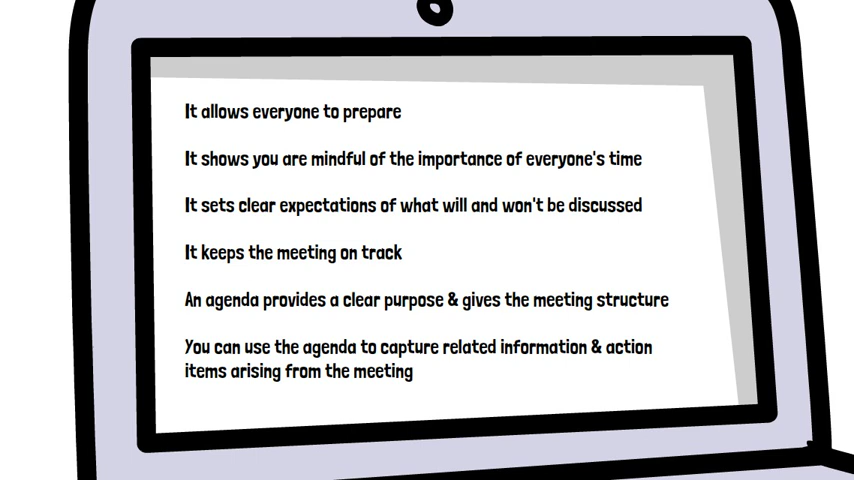 It allows everyone to prepare
It shows you are mindful of the importance of everyone's time
It sets clear expectations of what will and won't be discussed
It keeps the meeting on track
An agenda provides a clear purpose & gives the meeting structure
You can use the agenda to capture related information & action
items arising from the meeting